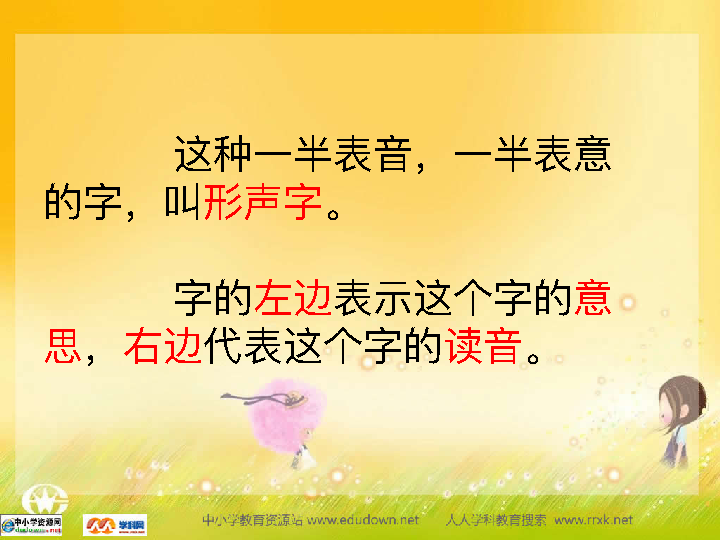 这种一半表音，一半表意
的字，叫形声字。
字的左边表示这个字的意
思，右边代表这个字的读音。
中小学资源网
学科网
中小学教育资源站 www.edudown.net 人人学科教育搜索 www.rrxk.net